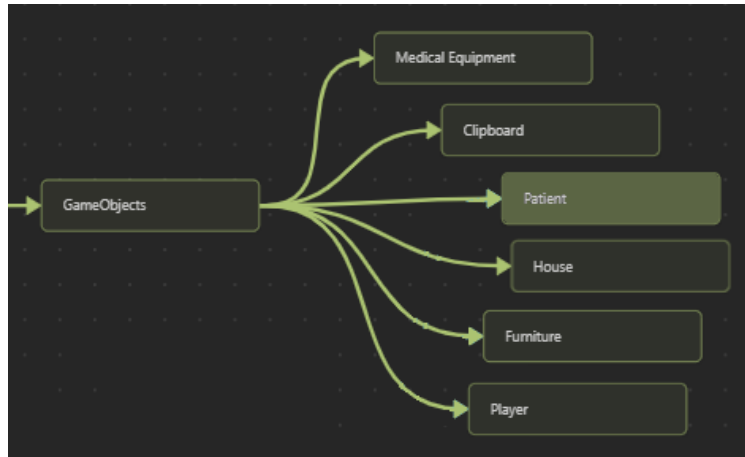 Medical Equipment
Clipboard
Patient
GameObjects
House
Furniture
Player